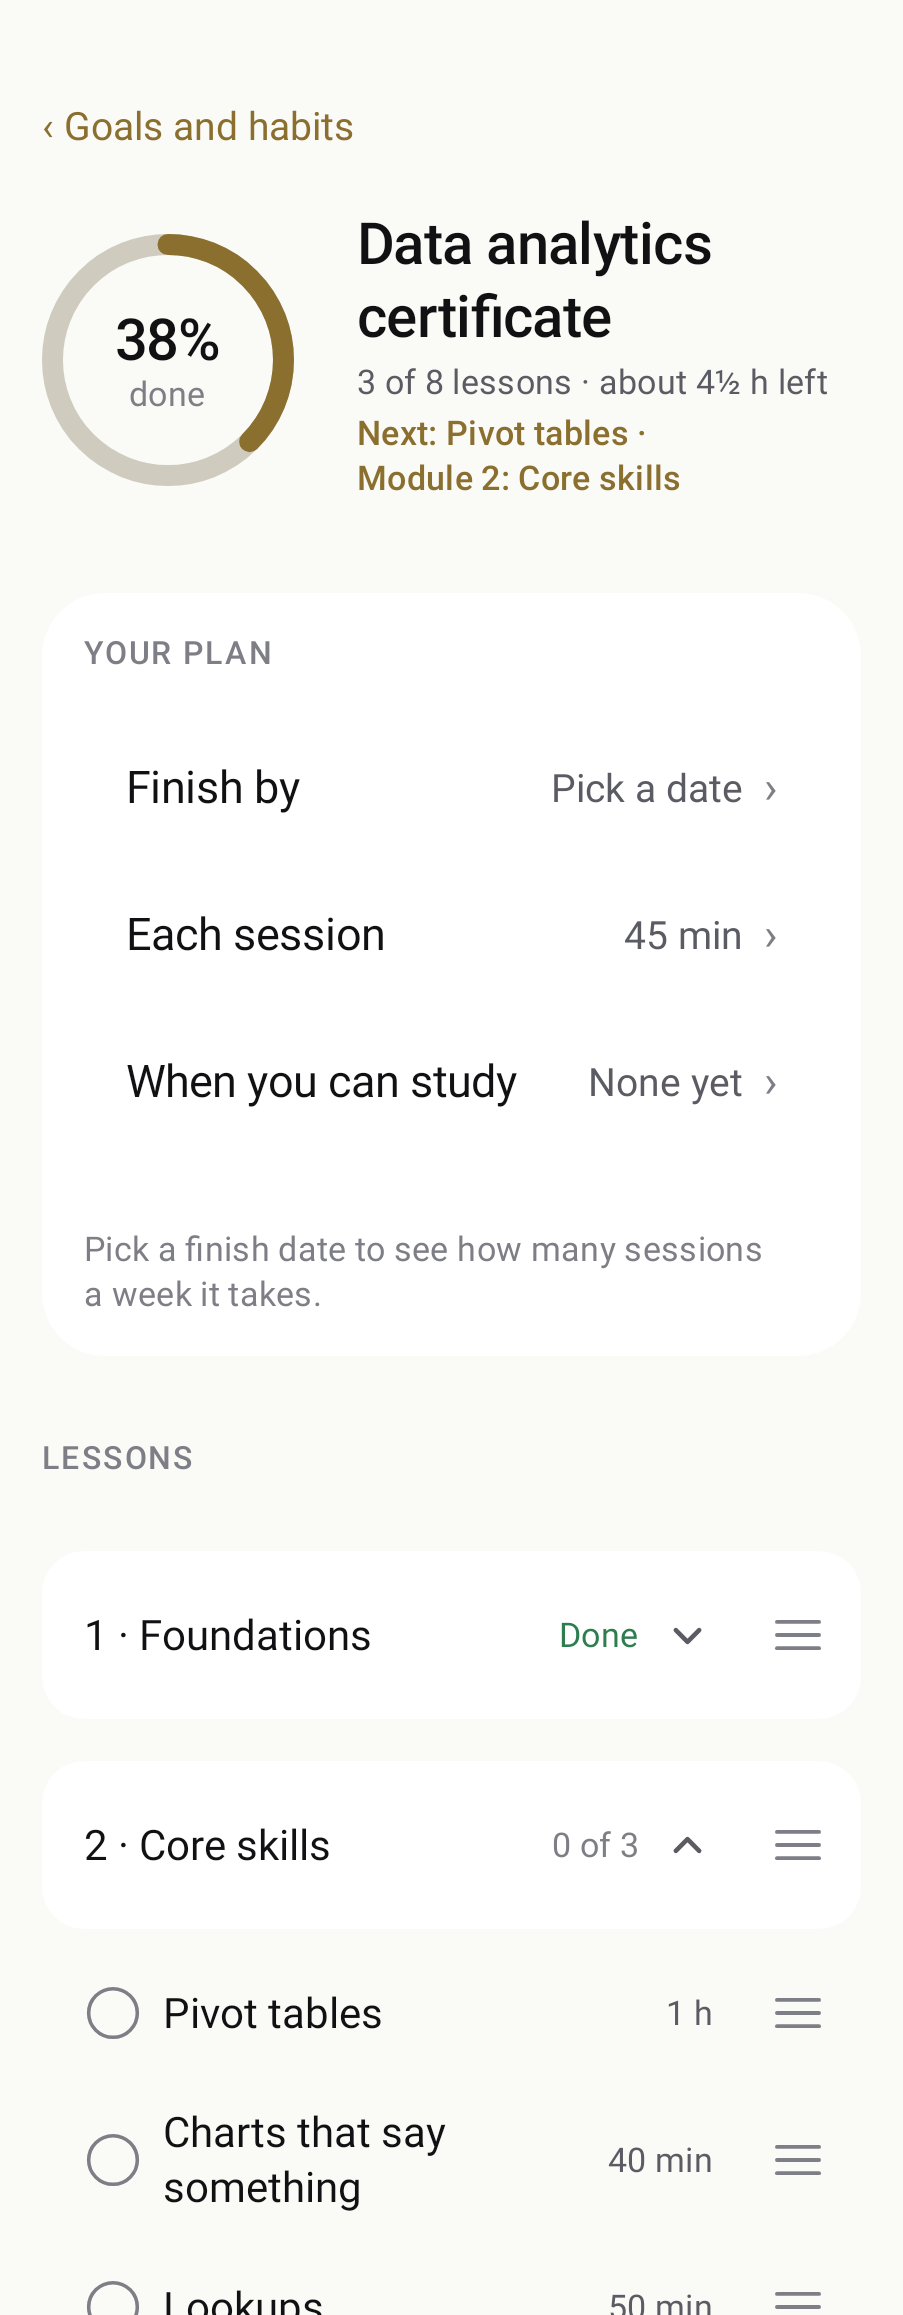 ‹ Goals and habits
38%
done
Data analytics
certificate
3 of 8 lessons · about 4½ h left
Next: Pivot tables ·
Module 2: Core skills
YOUR PLAN
Finish by Pick a date ›
Each session 45 min ›
When you can study None yet ›
Pick a finish date to see how many sessions
a week it takes.
LESSONS
1 · Foundations Done
2 · Core skills 0 of 3
Pivot tables 1 h
Charts that say
something
40 min
Lookups 50 min